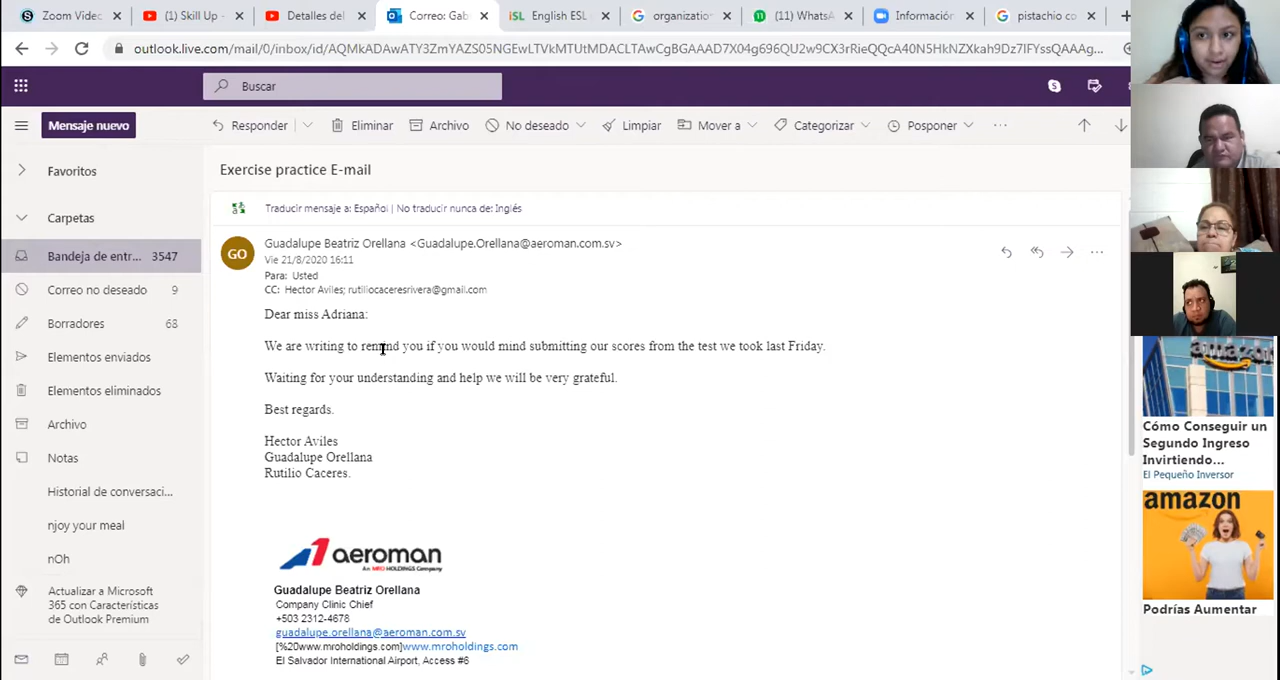 Zoom Video
(1) Skill Up -
Detalles del
Correo: Gab
iSL English ESL
organizatio
(11) WhatsA
Informació
pistachio co
outlook.live.com/mail/0/inbox/id/AQMkADAwATY3ZmYAZS05NGEwLTVkMTUtMDACLTAwCgBGAAAD7X04g696QU2w9CX3rRieQQcA40N5HkNZXkah9Dz7IFYssQAAAg...
Buscar
Mensaje nuevo
Responder
Eliminar
Archivo
No deseado
Limpiar
Mover a
Categorizar
Posponer
Favoritos
Carpetas
Bandeja de entr... 3547
Correo no deseado 9
Borradores 68
Elementos enviados
Elementos eliminados
Archivo
Notas
Historial de conversaci...
njoy your meal
nOh
Actualizar a Microsoft
365 con Características
de Outlook Premium
Exercise practice E-mail
Traducir mensaje a: Español | No traducir nunca de: Inglés
GO
Guadalupe Beatriz Orellana <Guadalupe.Orellana@aeroman.com.sv>
Vie 21/8/2020 16:11
Para: Usted
CC: Hector Aviles; rutiliocaceresrivera@gmail.com
Dear miss Adriana:
We are writing to remind you if you would mind submitting our scores from the test we took last Friday.
Waiting for your understanding and help we will be very grateful.
Best regards.
Hector Aviles
Guadalupe Orellana
Rutilio Caceres.
aeroman
An MRO HOLDINGS Company
Guadalupe Beatriz Orellana
Company Clinic Chief
+503 2312-4678
guadalupe.orellana@aeroman.com.sv
[%20www.mroholdings.com]www.mroholdings.com
El Salvador International Airport, Access #6
amazon
Cómo Conseguir un
Segundo Ingreso
Invirtiendo...
El Pequeño Inversor
amazon
Podrías Aumentar